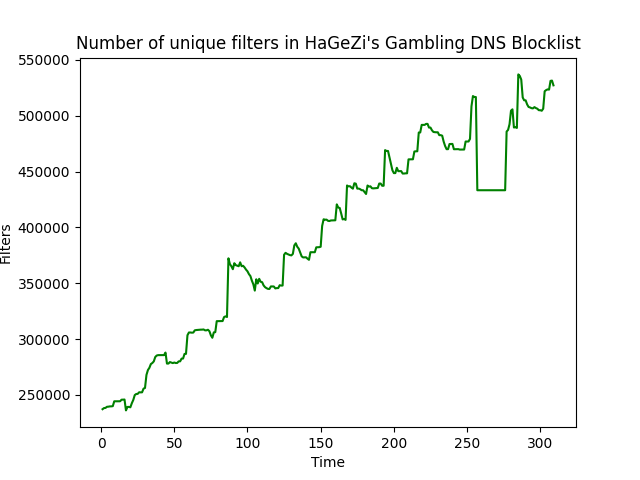 Number of unique filters in HaGeZi's Gambling DNS Blocklist
550000
500000
450000
400000
350000
300000
250000
Filters
0 50 100 150 200 250 300
Time